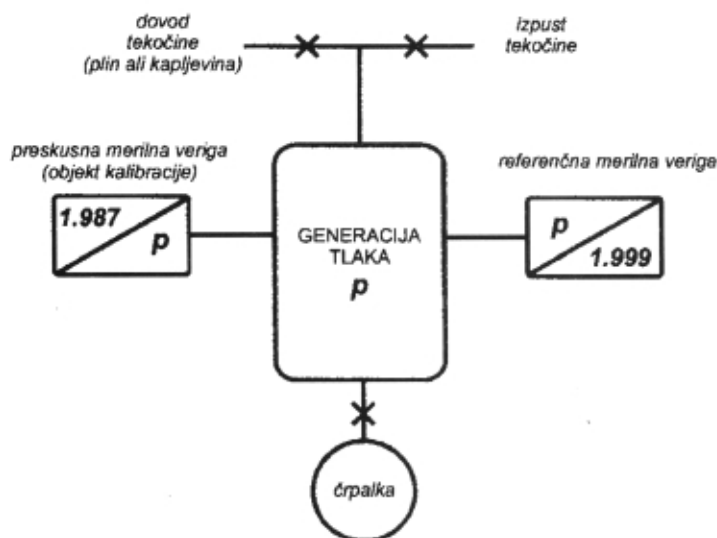 dovod
tekočine
(plin ali kapljevina)
izpust
tekočine
preskusna merilna veriga
(objekt kalibracije)
referenčna merilna veriga
1.987
p
GENERACIJA
TLAKA
p
p
1.999
črpalka